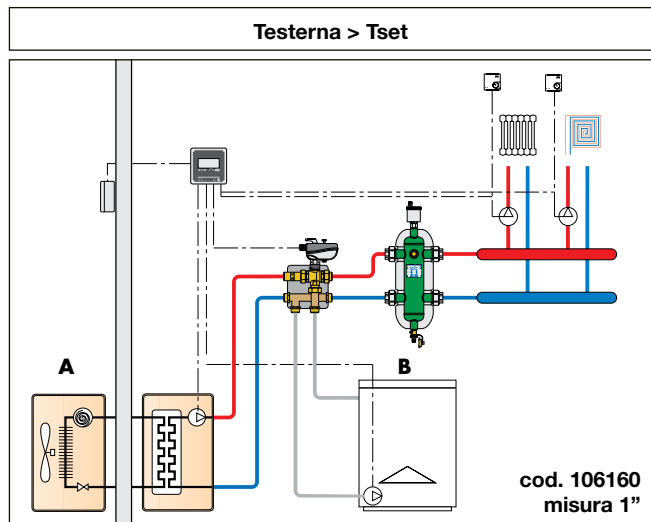 Testerna > Tset
A
B
cod. 106160
misura 1”